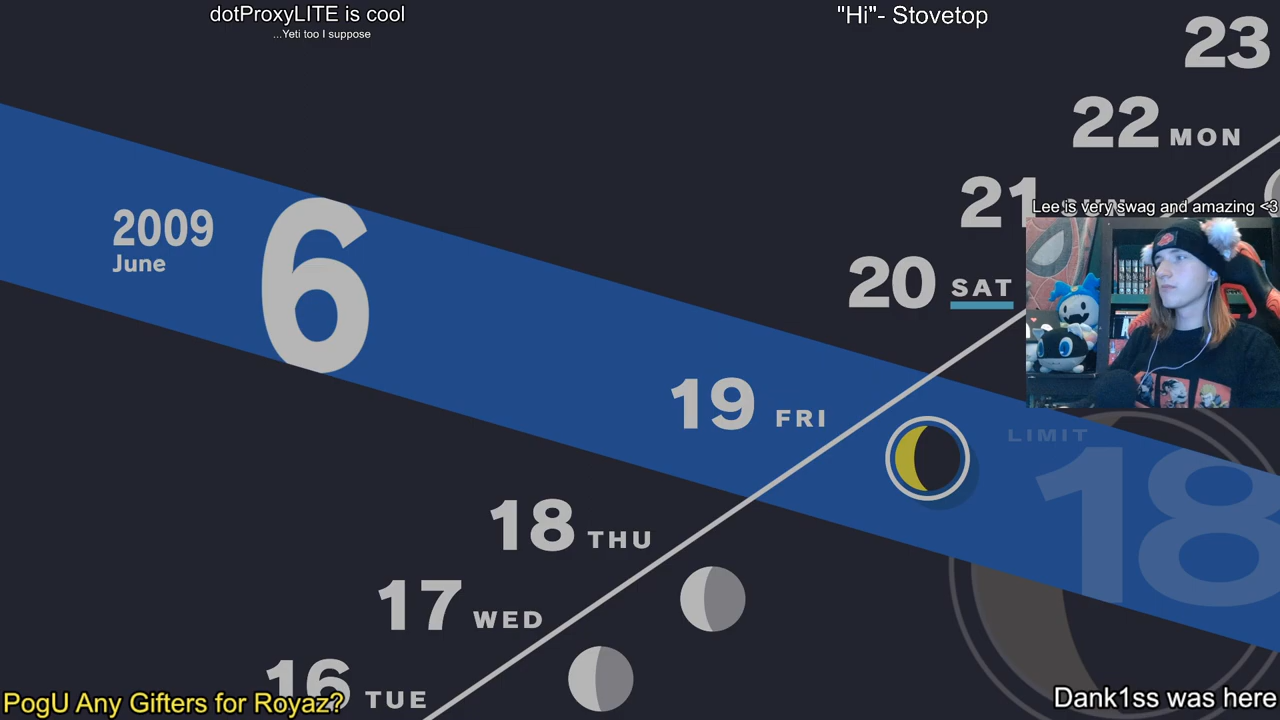 dotProxyLITE is cool
...Yeti too I suppose
"Hi"- Stovetop
23
22 MON
21
Lee is very swag and amazing <3
2009
June
6
20 SAT
19 FRI
LIMIT
18
18 THU
17 WED
16 TUE
PogU Any Gifters for Royaz?
Dank1ss was here